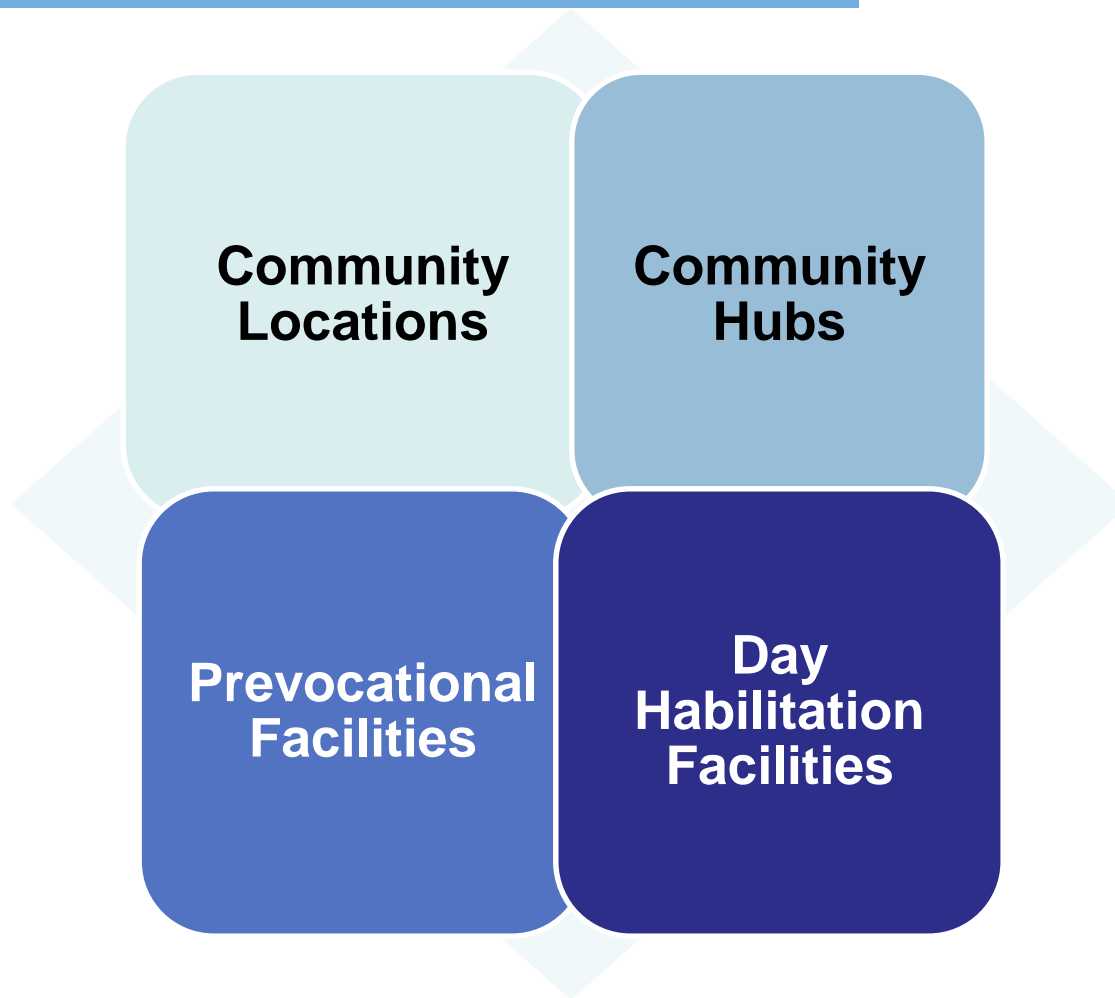 Community
Locations
Community
Hubs
Prevocational
Facilities
Day
Habilitation
Facilities